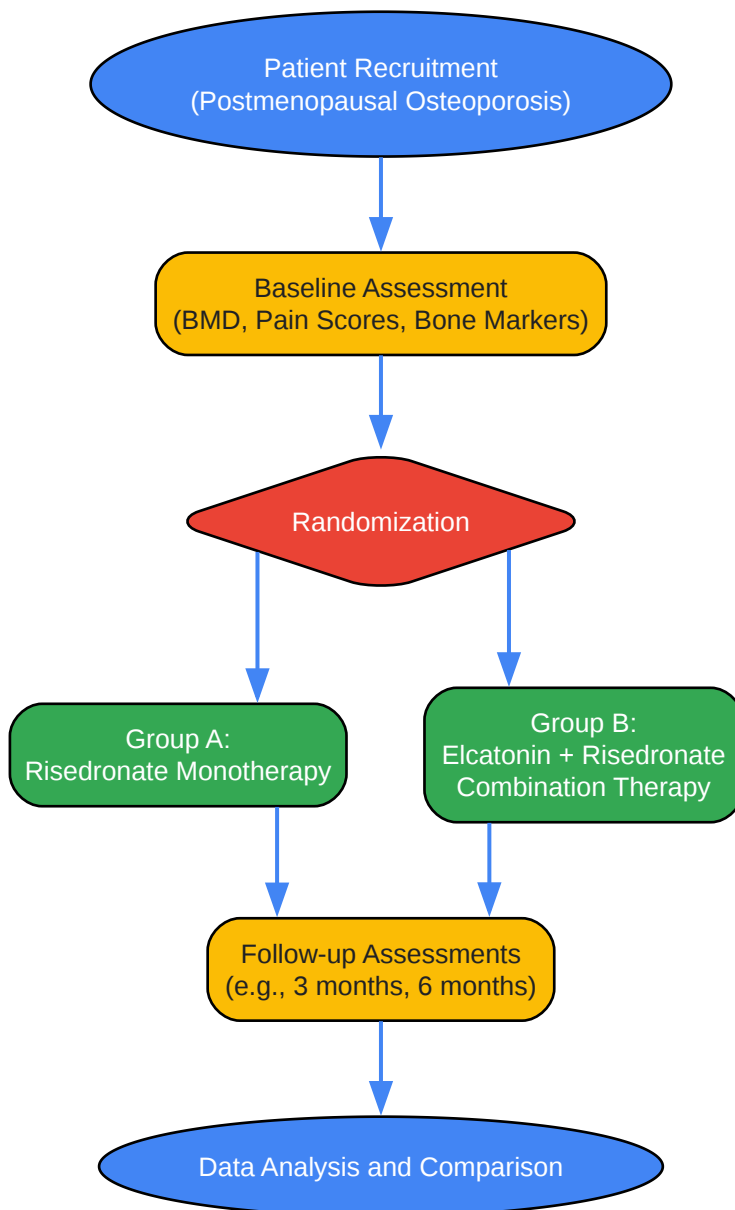 Patient Recruitment
(Postmenopausal Osteoporosis)
Baseline Assessment
(BMD, Pain Scores, Bone Markers)
Randomization
Group A:
Risedronate Monotherapy
Group B:
Elcatonin + Risedronate
Combination Therapy
Follow-up Assessments
(e.g., 3 months, 6 months)
Data Analysis and Comparison